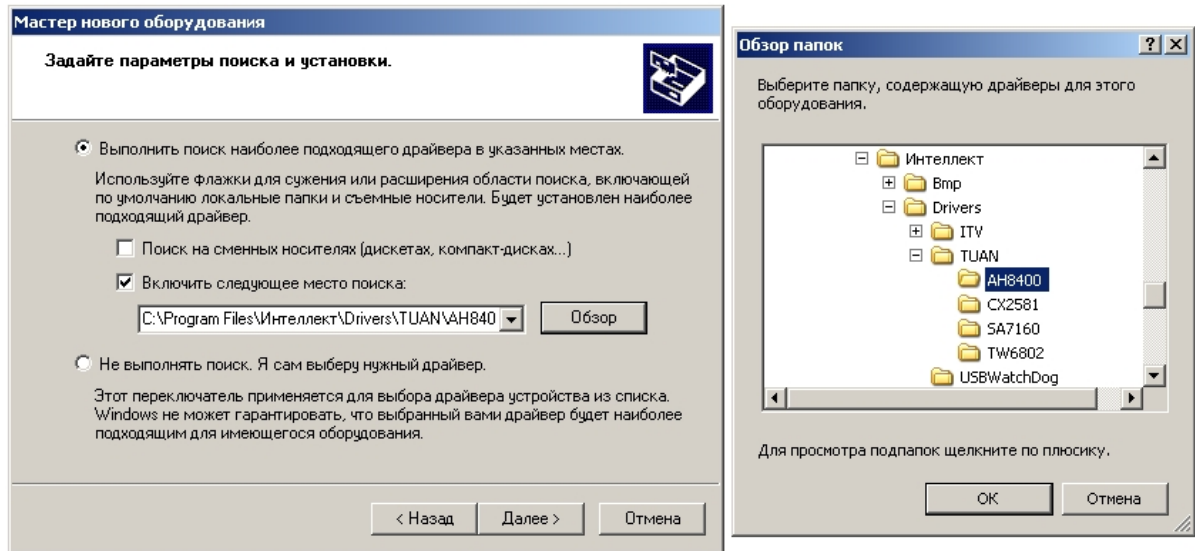 Мастер нового оборудования
Задайте параметры поиска и установки.
Выполнить поиск наиболее подходящего драйвера в указанных местах.
Используйте флажки для сужения или расширения области поиска, включающей
по умолчанию локальные папки и съемные носители. Будет установлен наиболее
подходящий драйвер.
Поиск на сменных носителях (дискетах, компакт-дисках...)
Включить следующее место поиска:
C:\Program Files\Интеллект\Drivers\TUAN\AH840
Обзор
Не выполнять поиск. Я сам выберу нужный драйвер.
Этот переключатель применяется для выбора драйвера устройства из списка.
Windows не может гарантировать, что выбранный вами драйвер будет наиболее
подходящим для имеющегося оборудования.
< Назад
Далее >
Отмена
Обзор папок
Выберите папку, содержащую драйверы для этого
оборудования.
Интеллект
Bmp
Drivers
ITV
TUAN
AH8400
CX2581
SA7160
TW6802
USBWatchDog
Для просмотра подпапок щелкните по плюсику.
OK
Отмена